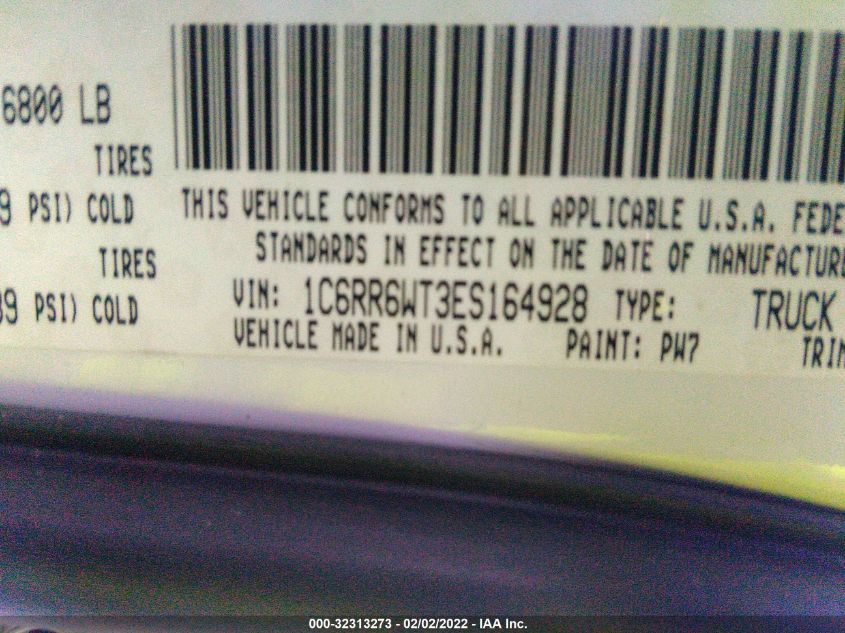 6800 LB
TIRES
9 PSI) COLD
THIS VEHICLE CONFORMS TO ALL APPLICABLE U.S.A. FEDE
STANDARDS IN EFFECT ON THE DATE OF MANUFACTURE
TIRES
39 PSI) COLD
VIN: 1C6RR6WT3ES164928 TYPE: TRUCK
VEHICLE MADE IN U.S.A. PAINT: PW7 TRIM
000-32313273 - 02/02/2022 - IAA Inc.